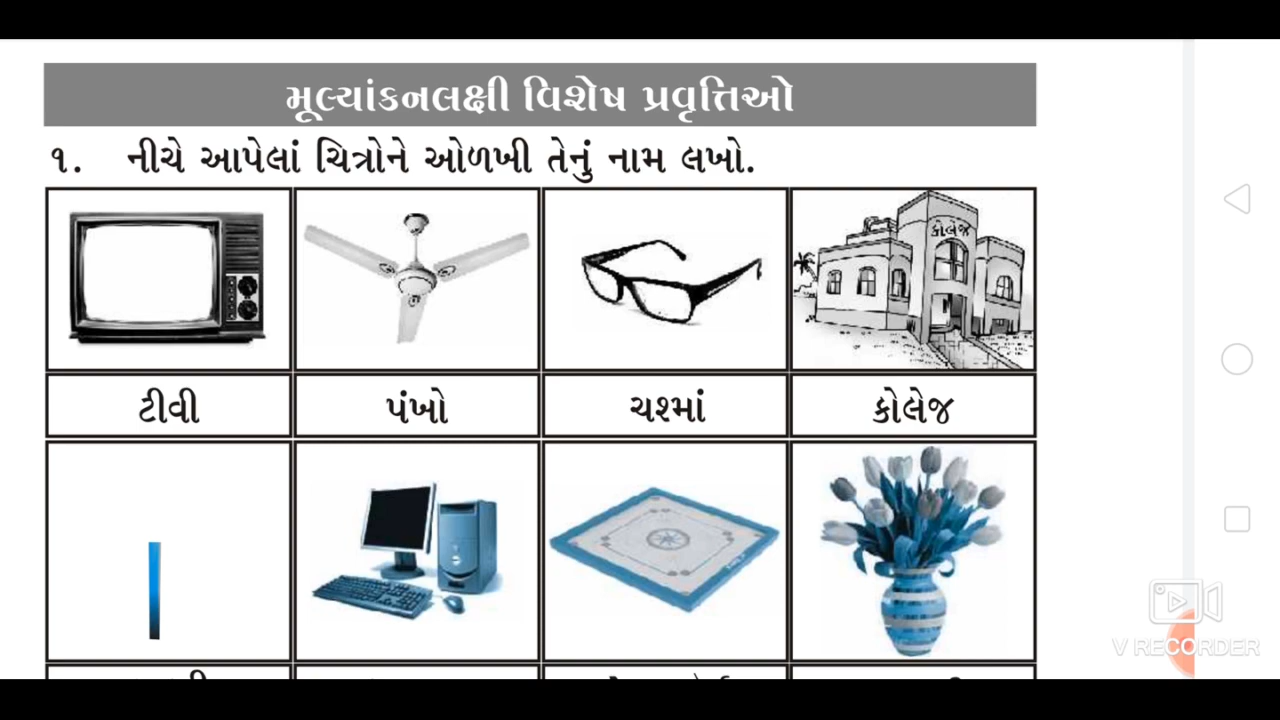 મૂલ્યાંકનલક્ષી વિશેષ પ્રવૃત્તિઓ
૧. નીચે આપેલાં ચિત્રોને ઓળખી તેનું નામ લખો.
કોલેજ
ટીવી પંખો ચશ્માં કોલેજ
V RECORDER